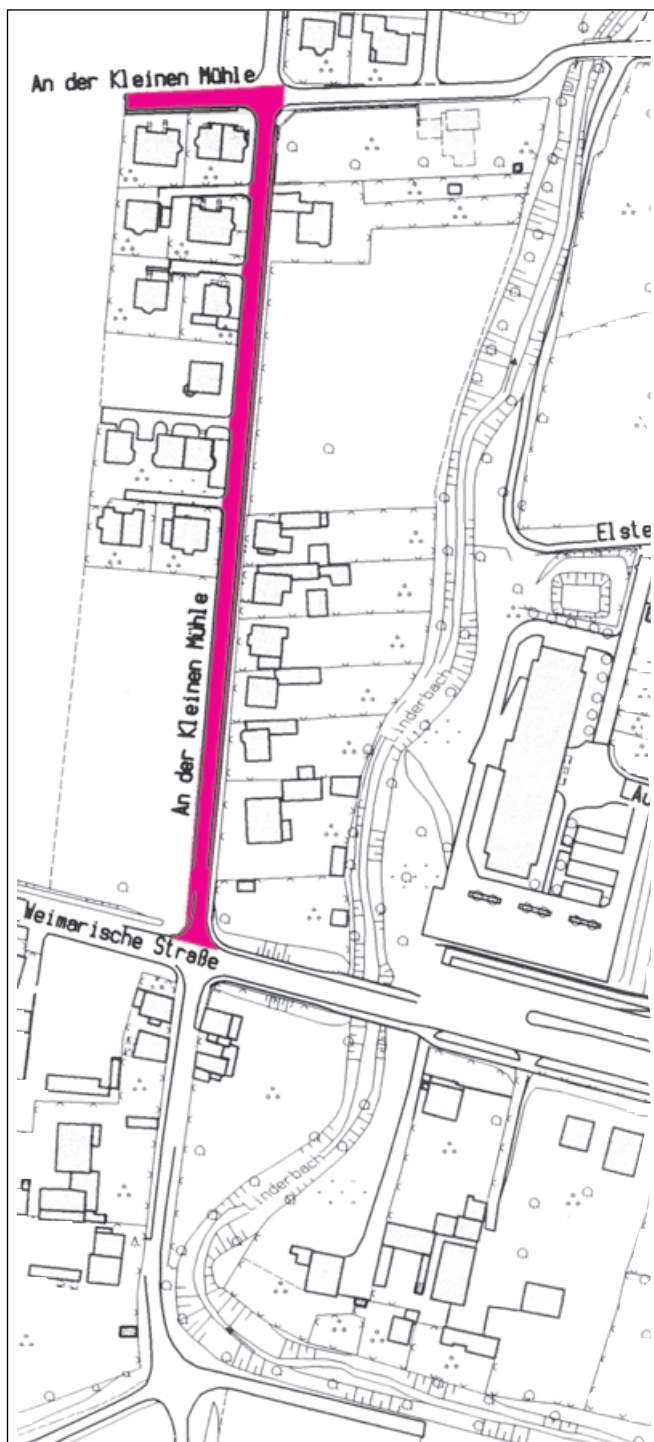 An der Kleinen Mühle
Elste
An der Kleinen Mühle
inderbach
Au
Weimarische Straße
inderbach